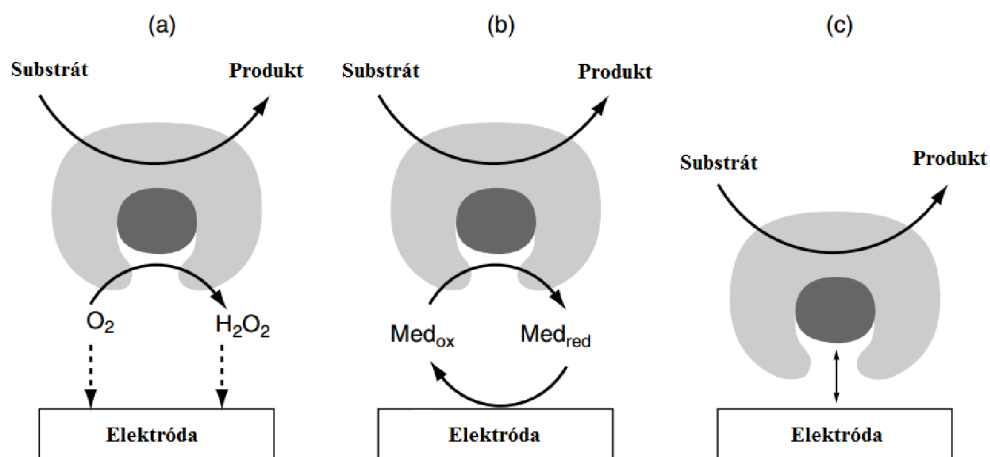 (a)
Substrát
Produkt
O₂
H₂O₂
Elektróda
(b)
Substrát
Produkt
Medox
Medred
Elektróda
(c)
Substrát
Produkt
Elektróda